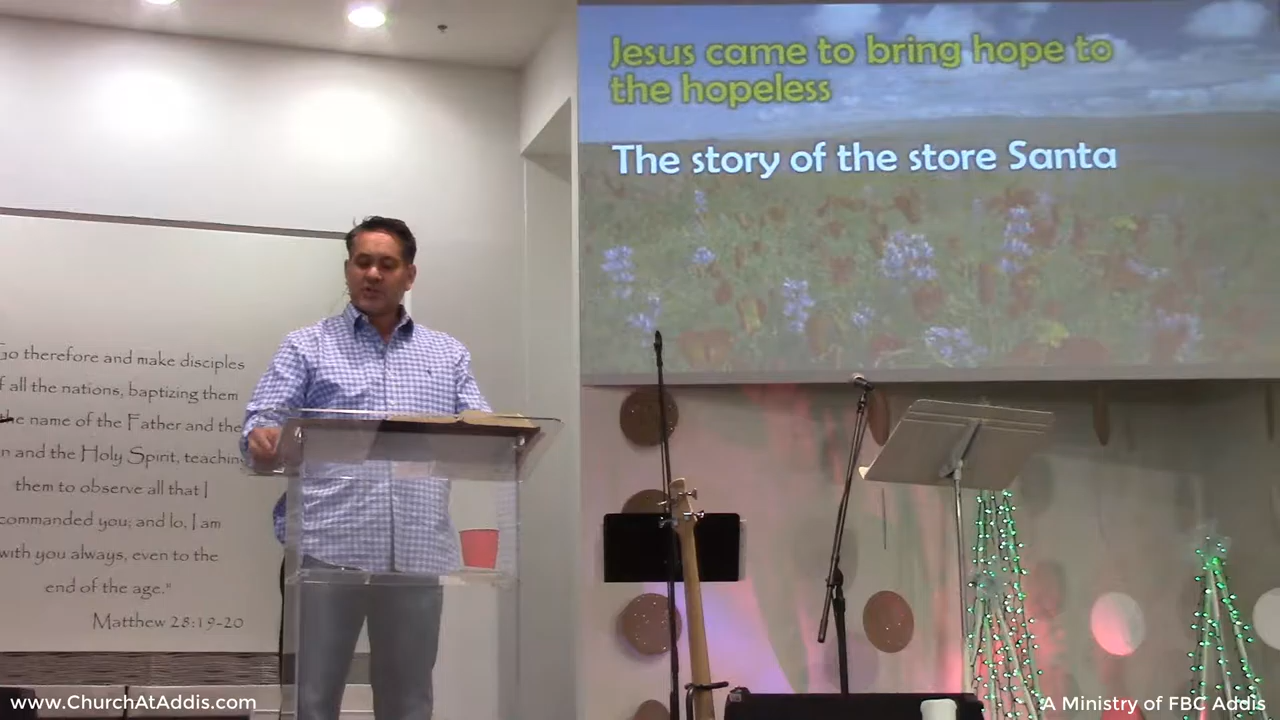 Jesus came to bring hope to
the hopeless
The story of the store Santa
Go therefore and make disciples
all the nations, baptizing them
name of the Father and the
and the Holy Spirit, teaching
them to observe all that I
commanded you; and lo, I am
with you always, even to the
end of the age."
Matthew 28:19-20
www.ChurchAtAddis.com
A Ministry of FBC Addis